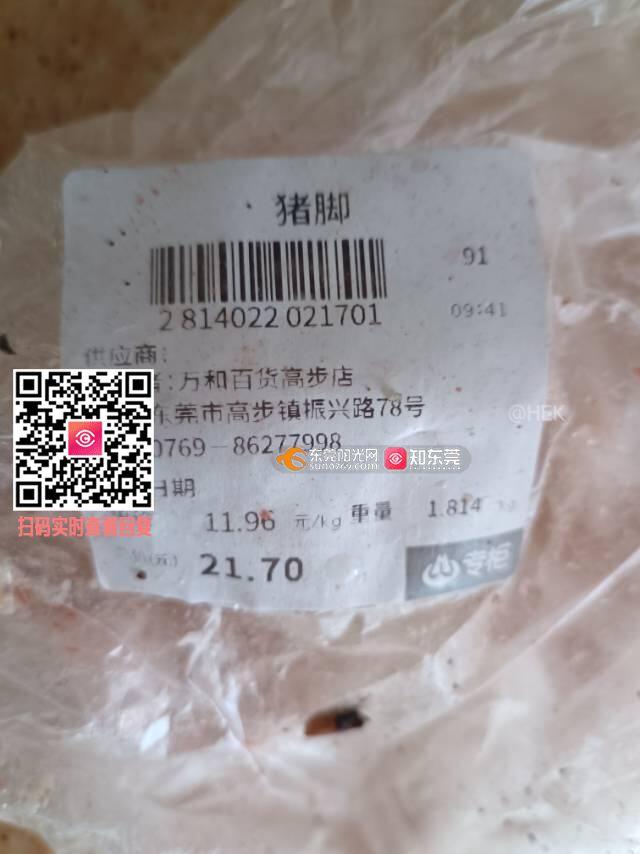 猪脚
91
2 814022 021701
09:41
供应商:
:万和百货高步店
东莞市高步镇振兴路78号
@HEK
0769-86277998
东莞阳光网
sun0769.com
知东莞
日期
11.96 元/kg 重量 1.814
扫码实时查看回复
21.70
专柜